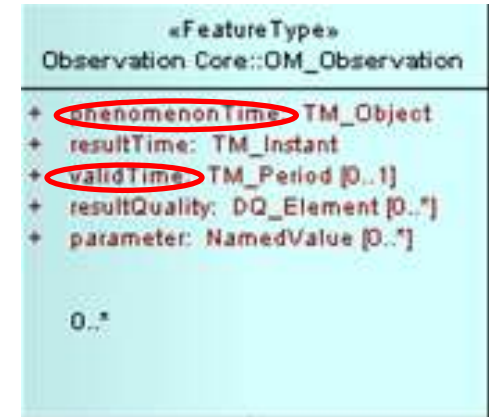 «FeatureType»
Observation Core::OM_Observation
+ phenomenonTime: TM_Object
+ resultTime: TM_Instant
+ validTime: TM_Period [0..1]
+ resultQuality: DQ_Element [0..*]
+ parameter: NamedValue [0..*]
0..*